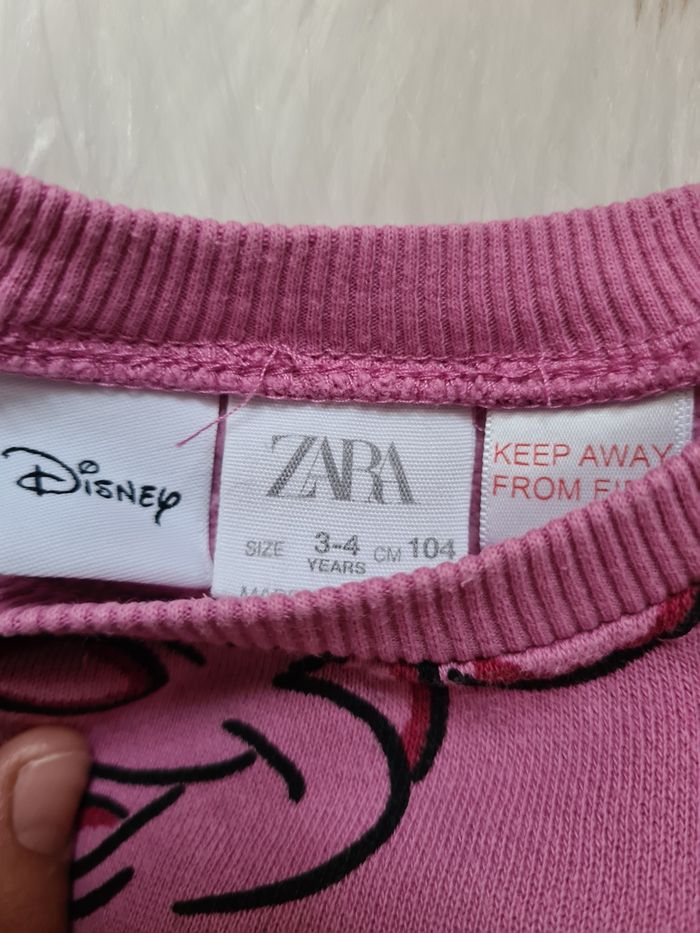 Disney
ZARA
SIZE 3-4 CM 104
YEARS
KEEP AWAY
FROM